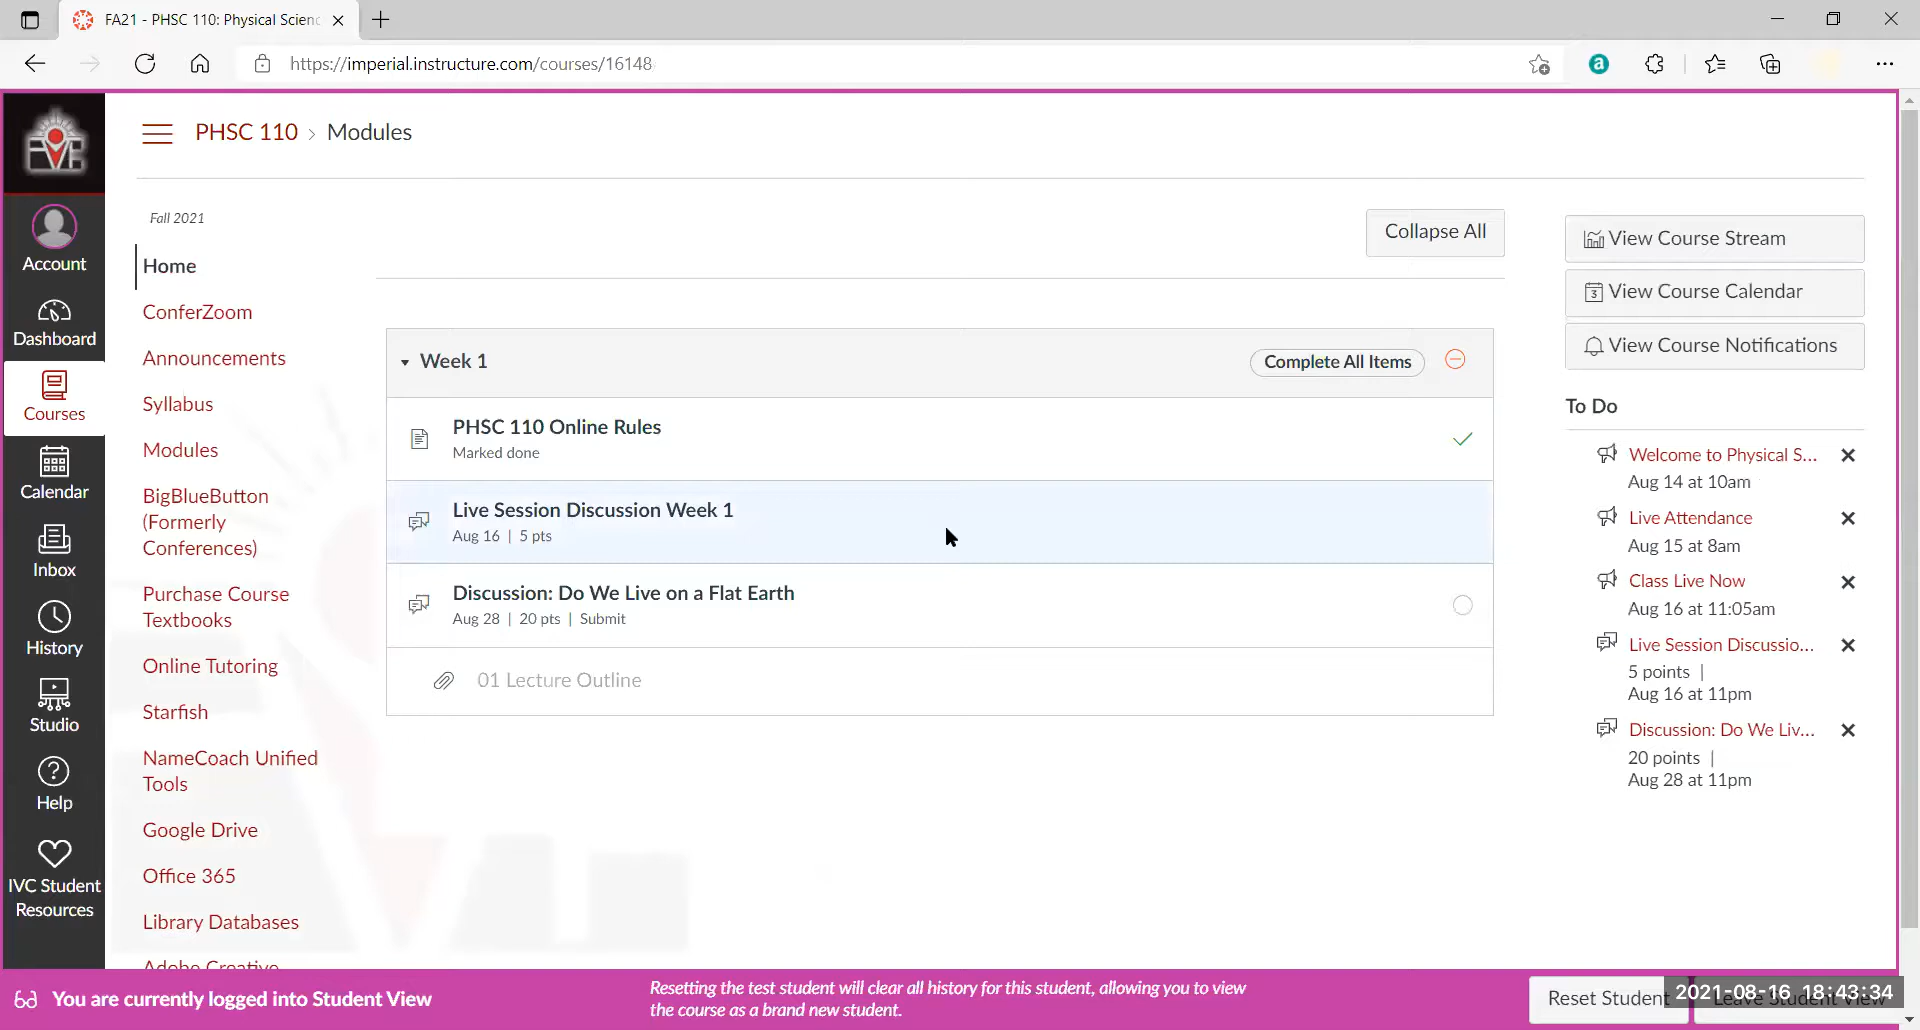 FA21 - PHSC 110: Physical Scienc
https://imperial.instructure.com/courses/16148
PHSC 110 > Modules
Account
Dashboard
Courses
Calendar
Inbox
History
Studio
Help
IVC Student
Resources
Fall 2021
Home
ConferZoom
Announcements
Syllabus
Modules
BigBlueButton
(Formerly
Conferences)
Purchase Course
Textbooks
Online Tutoring
Starfish
NameCoach Unified
Tools
Google Drive
Office 365
Library Databases
Adobe Creative
Collapse All
Week 1
Complete All Items
PHSC 110 Online Rules
Marked done
Live Session Discussion Week 1
Aug 16 | 5 pts
Discussion: Do We Live on a Flat Earth
Aug 28 | 20 pts | Submit
01 Lecture Outline
View Course Stream
View Course Calendar
View Course Notifications
To Do
Welcome to Physical S...
Aug 14 at 10am
Live Attendance
Aug 15 at 8am
Class Live Now
Aug 16 at 11:05am
Live Session Discussio...
5 points |
Aug 16 at 11pm
Discussion: Do We Liv...
20 points |
Aug 28 at 11pm
You are currently logged into Student View
Resetting the test student will clear all history for this student, allowing you to view
the course as a brand new student.
Reset Student
Leave Student View
2021-08-16 18:43:34